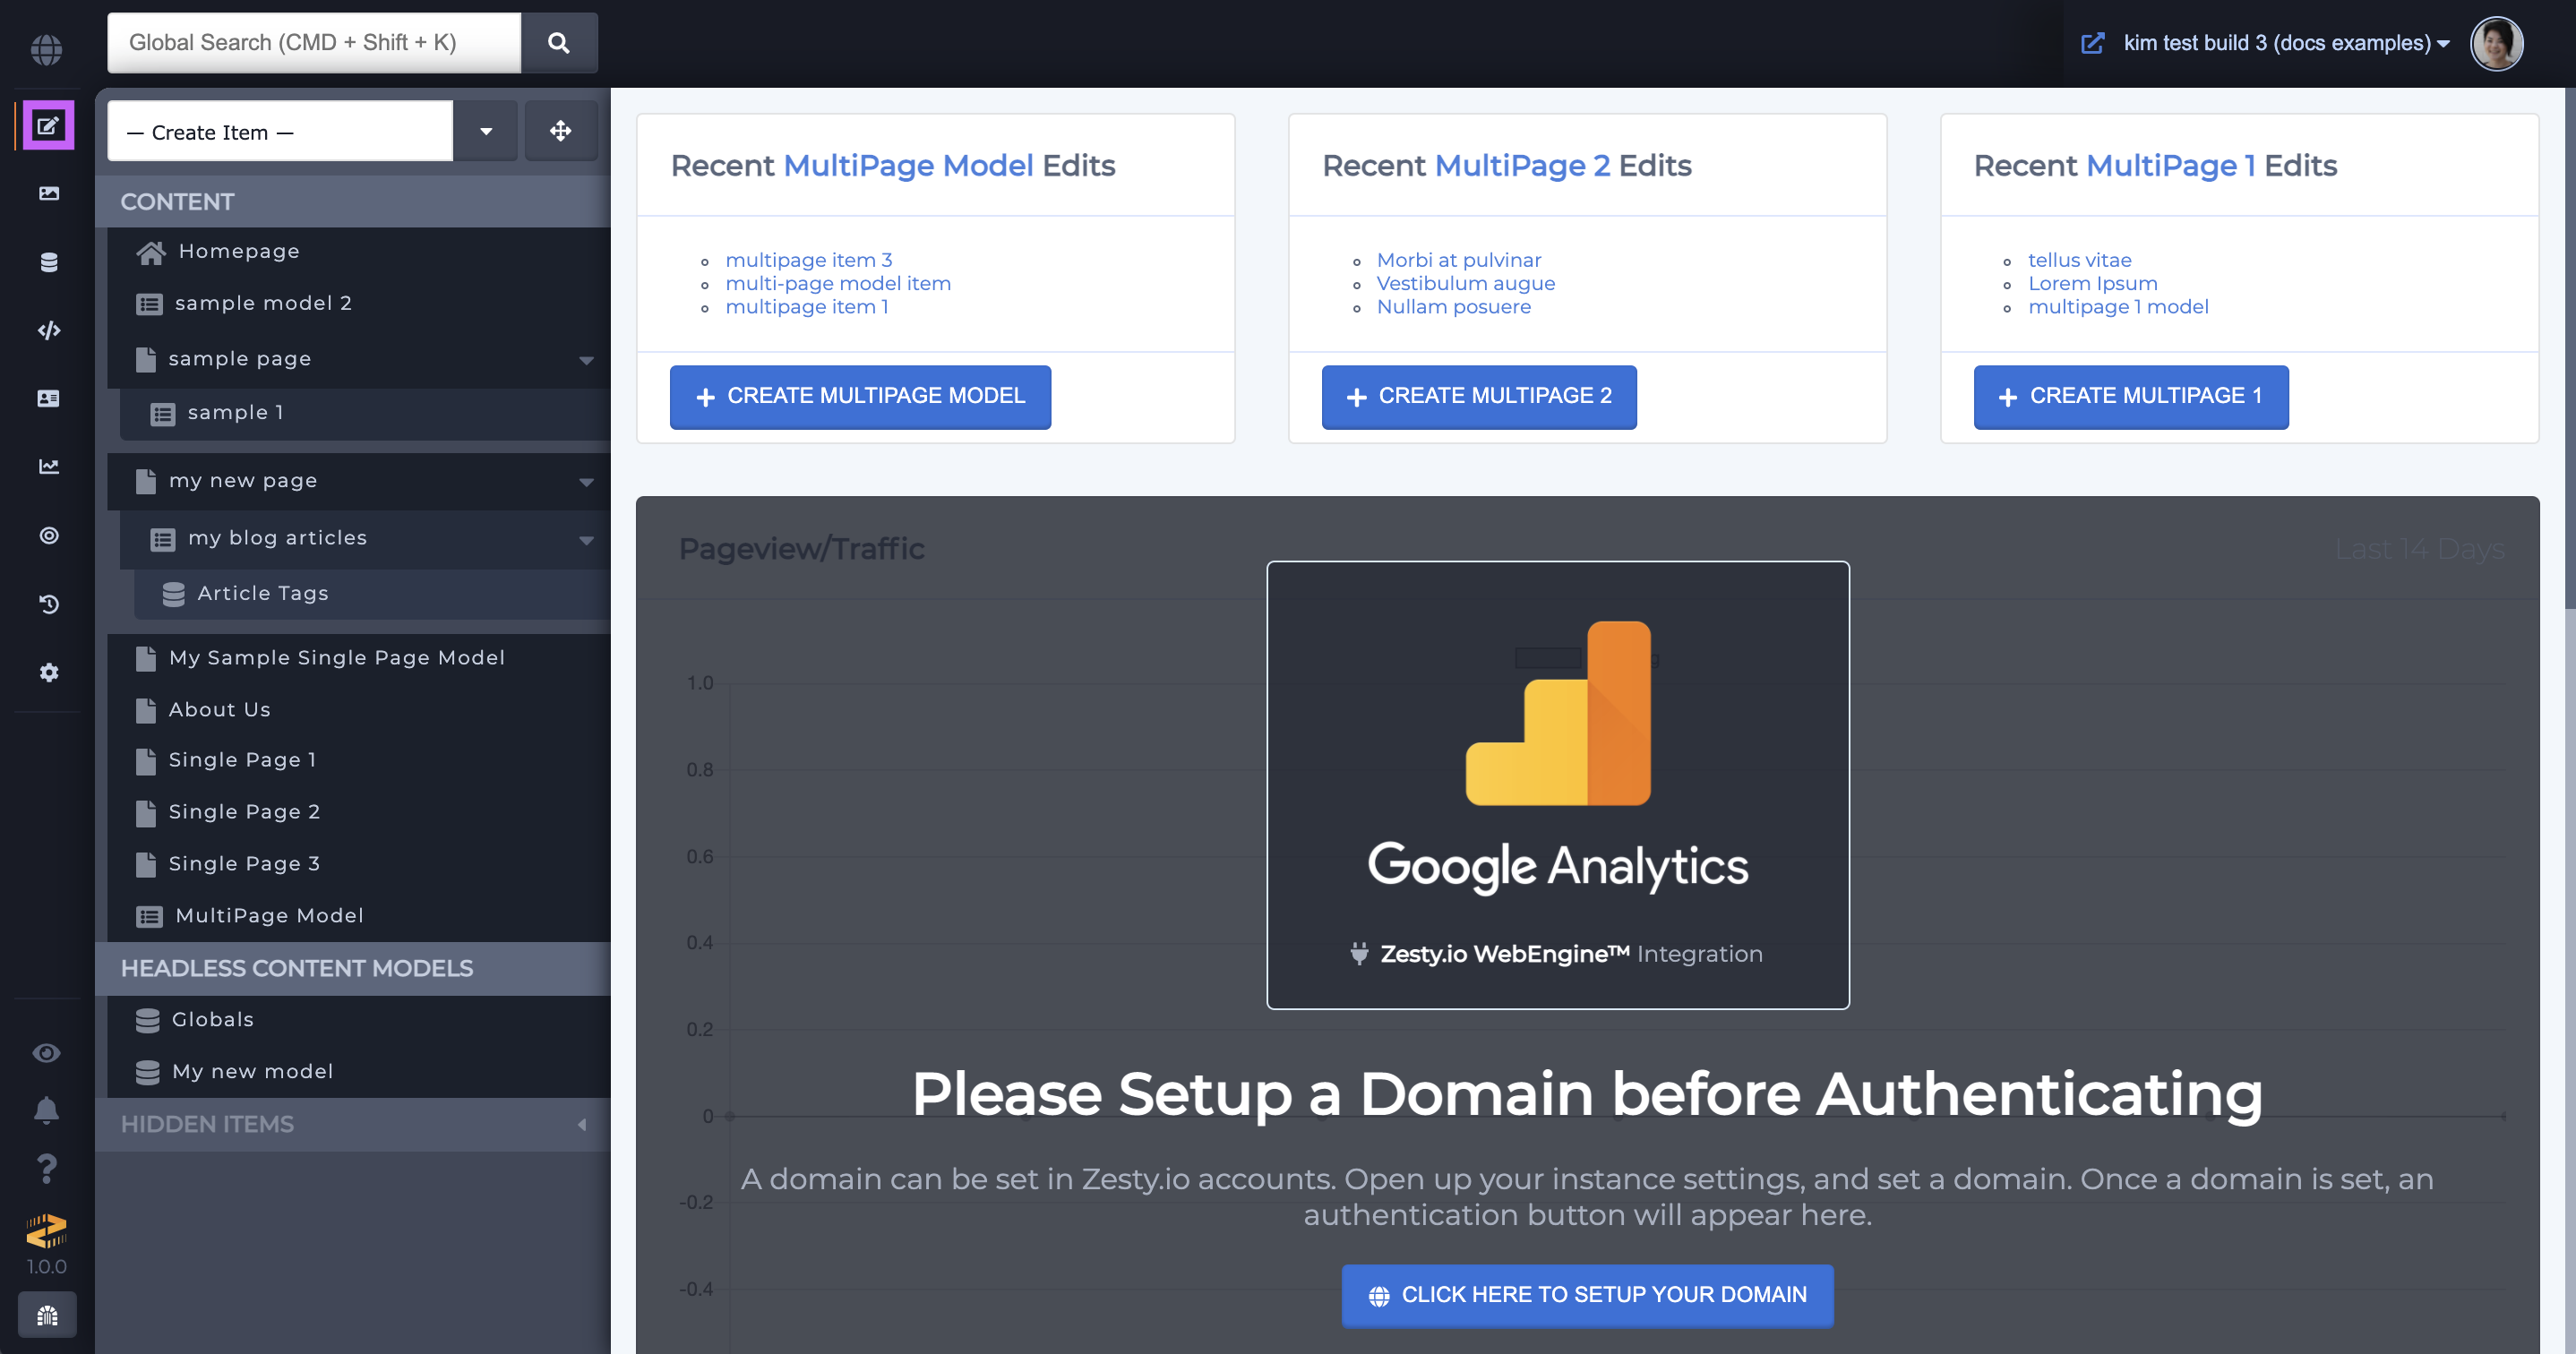 Global Search (CMD + Shift + K)
kim test build 3 (docs examples)
— Create Item —
CONTENT
Homepage
sample model 2
sample page
sample 1
my new page
my blog articles
Article Tags
My Sample Single Page Model
About Us
Single Page 1
Single Page 2
Single Page 3
MultiPage Model
HEADLESS CONTENT MODELS
Globals
My new model
HIDDEN ITEMS
1.0.0
Recent MultiPage Model Edits
multipage item 3
multi-page model item
multipage item 1
CREATE MULTIPAGE MODEL
Recent MultiPage 2 Edits
Morbi at pulvinar
Vestibulum augue
Nullam posuere
CREATE MULTIPAGE 2
Recent MultiPage 1 Edits
tellus vitae
Lorem Ipsum
multipage 1 model
CREATE MULTIPAGE 1
Pageview/Traffic
Last 14 Days
1.0
0.8
0.6
0.4
0.2
0
-0.2
-0.4
Google Analytics
Zesty.io WebEngine™ Integration
Please Setup a Domain before Authenticating
A domain can be set in Zesty.io accounts. Open up your instance settings, and set a domain. Once a domain is set, an
authentication button will appear here.
CLICK HERE TO SETUP YOUR DOMAIN